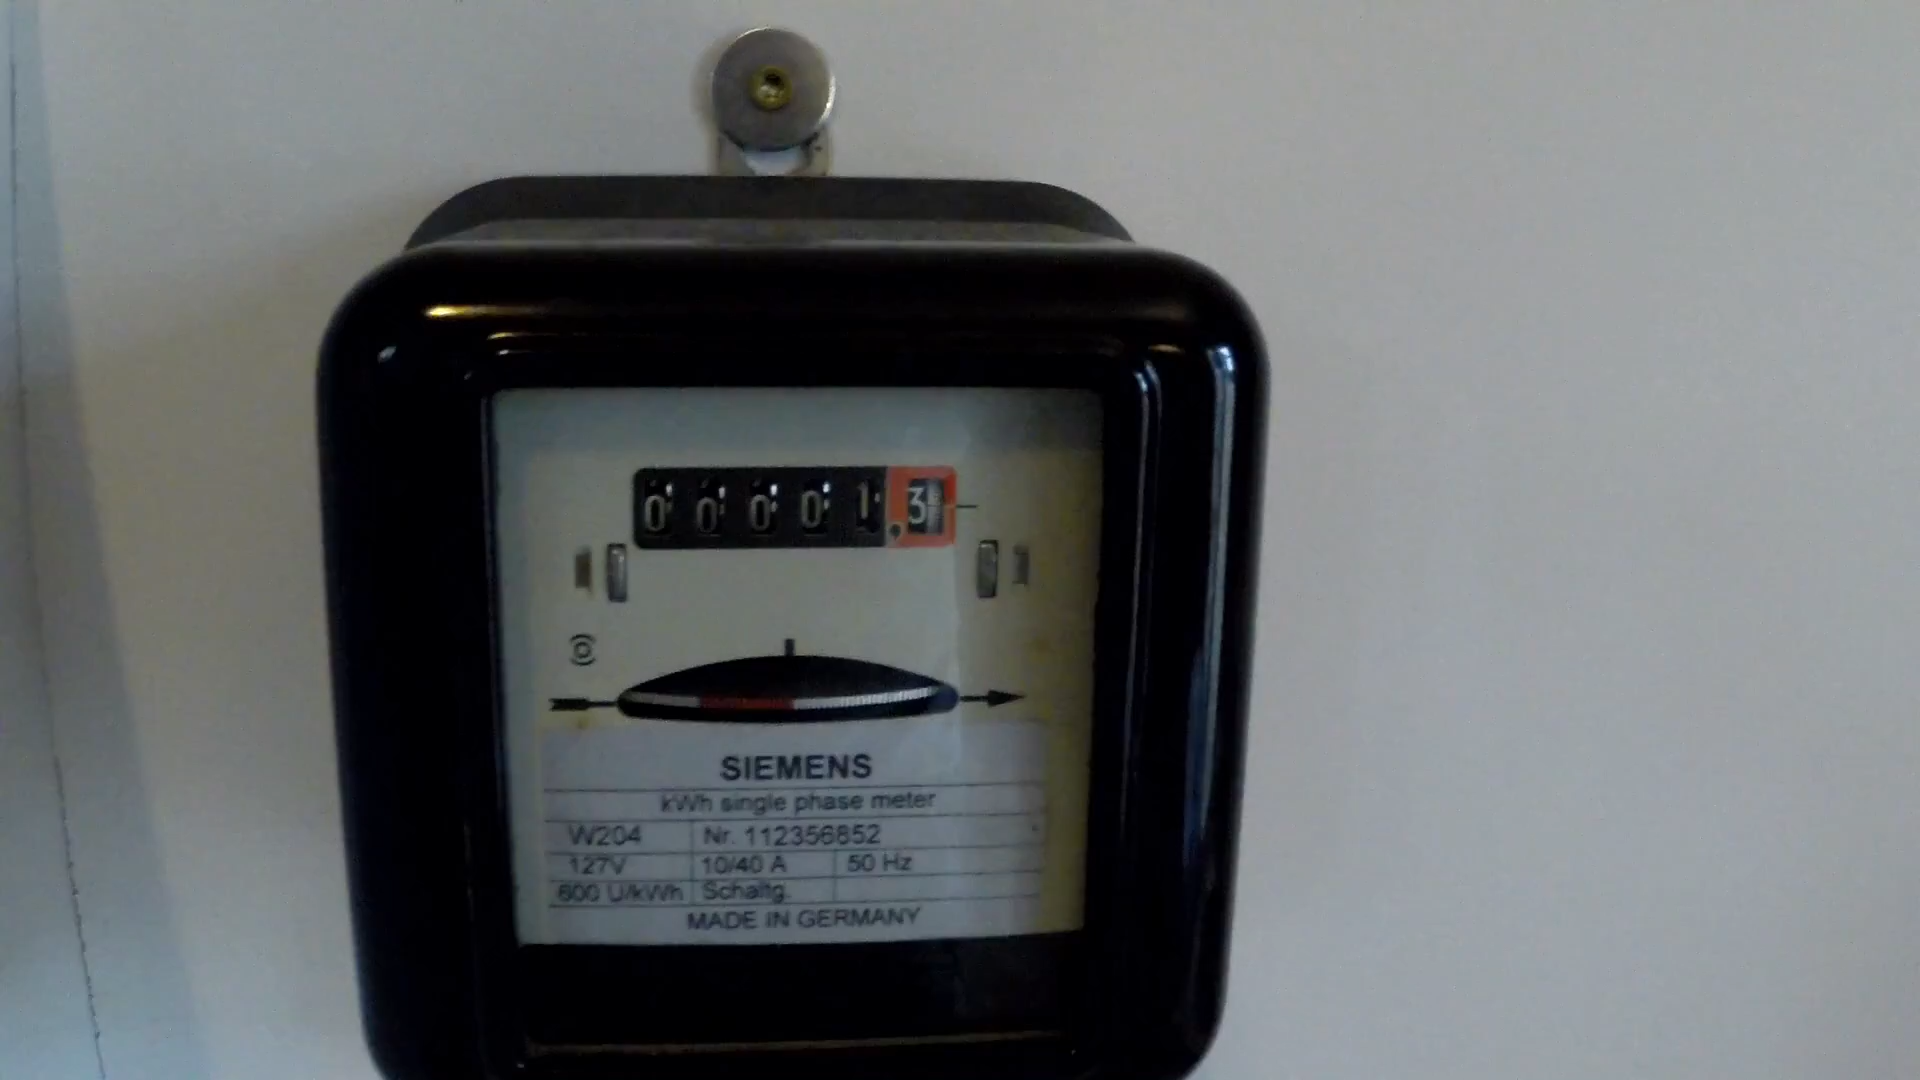 00001.3
SIEMENS
kWh single phase meter
W204 Nr. 112356852
127V 10/40 A 50 Hz
600 U/kWh Schaltg.
MADE IN GERMANY